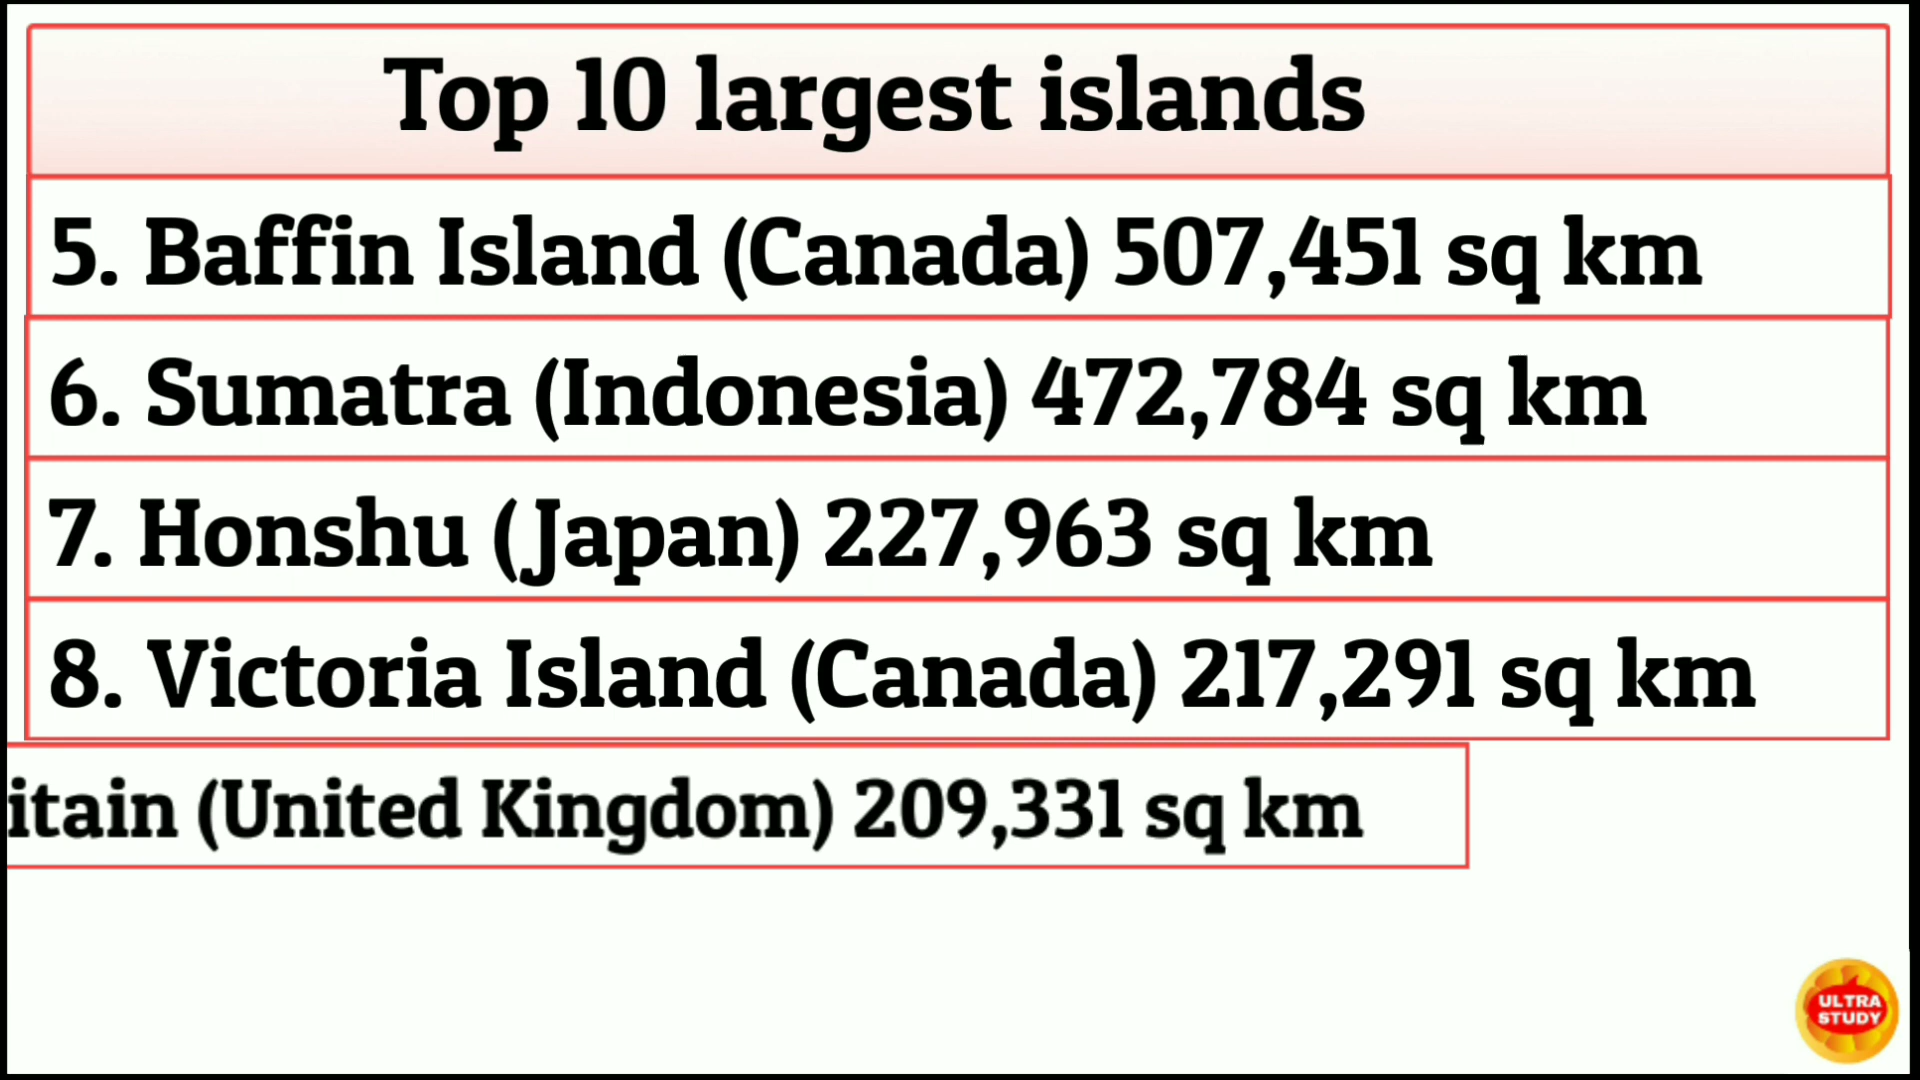 Top 10 largest islands
5. Baffin Island (Canada) 507,451 sq km
6. Sumatra (Indonesia) 472,784 sq km
7. Honshu (Japan) 227,963 sq km
8. Victoria Island (Canada) 217,291 sq km
itain (United Kingdom) 209,331 sq km
ULTRA
STUDY